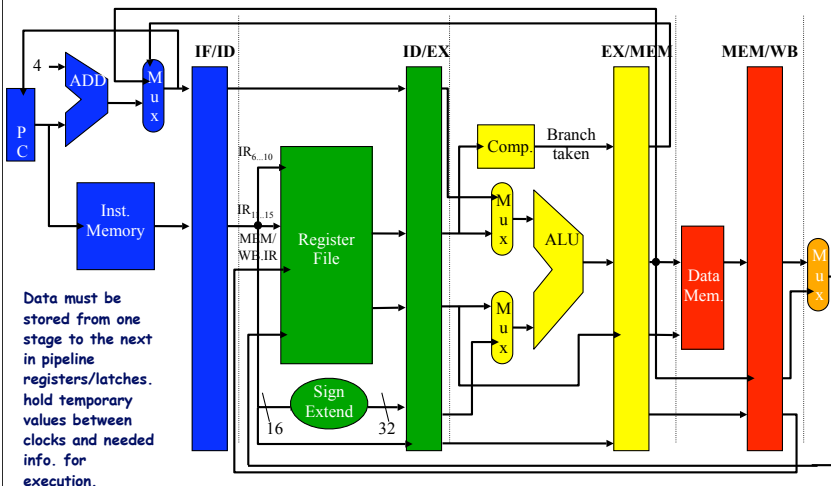 IF/ID
ID/EX
EX/MEM
MEM/WB
4
ADD
M
u
x
P
C
Inst.
Memory
IR6...10
IR11..15
MEM/
WB.IR
Register
File
Sign
Extend
16
32
Comp.
Branch
taken
M
u
x
M
u
x
ALU
Data
Mem.
M
u
x
Data must be
stored from one
stage to the next
in pipeline
registers/latches.
hold temporary
values between
clocks and needed
info. for
execution.